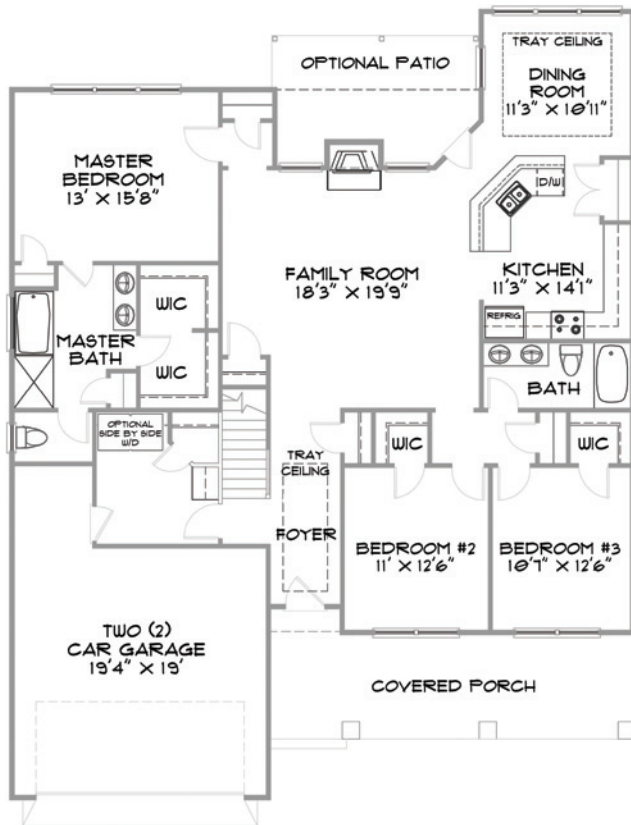 TRAY CEILING
DINING
ROOM
11'3" X 10'11"
OPTIONAL PATIO
MASTER
BEDROOM
13' X 15'8"
D/W
FAMILY ROOM
18'3" X 19'9"
KITCHEN
11'3" X 14'1"
WIC
REFRIG
MASTER
BATH
WIC
BATH
OPTIONAL
SIDE BY SIDE
W/D
TRAY
CEILING
WIC
WIC
FOYER
BEDROOM #2
11' X 12'6"
BEDROOM #3
10'7" X 12'6"
TWO (2)
CAR GARAGE
19'4" X 19'
COVERED PORCH